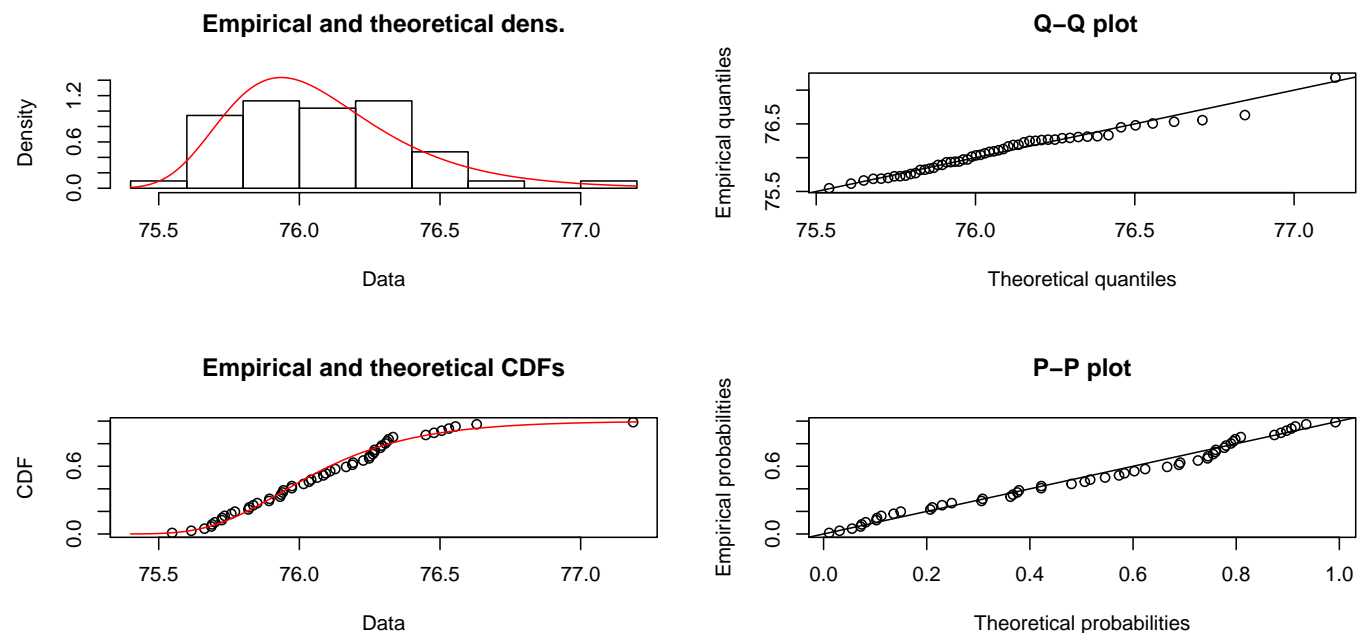 Empirical and theoretical dens.
Density
0.0 0.6 1.2
75.5 76.0 76.5 77.0
Data
Q−Q plot
Empirical quantiles
75.5 76.5
75.5 76.0 76.5 77.0
Theoretical quantiles
Empirical and theoretical CDFs
CDF
0.0 0.6
75.5 76.0 76.5 77.0
Data
P−P plot
Empirical probabilities
0.0 0.6
0.0 0.2 0.4 0.6 0.8 1.0
Theoretical probabilities